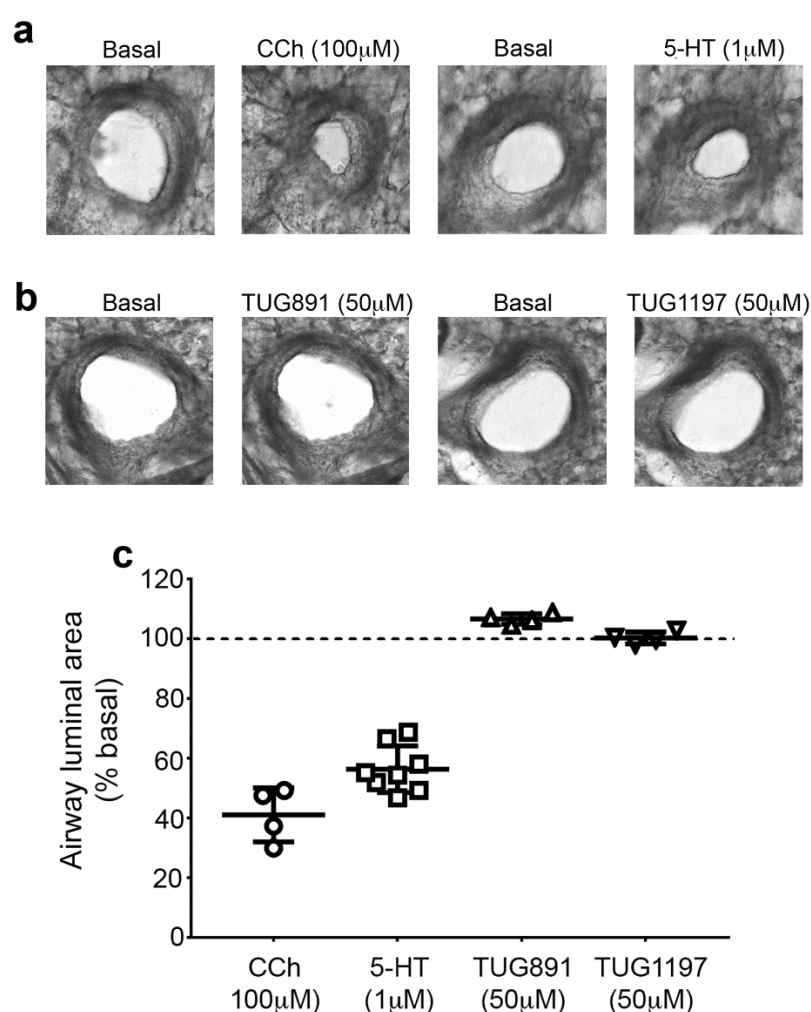 a
Basal
CCh (100μM)
Basal
5-HT (1μM)
b
Basal
TUG891 (50μM)
Basal
TUG1197 (50μM)
c
Airway luminal area
(% basal)
120
100
80
60
40
20
0
CCh
100μM)
5-HT
(1μM)
TUG891
(50μM)
TUG1197
(50μM)